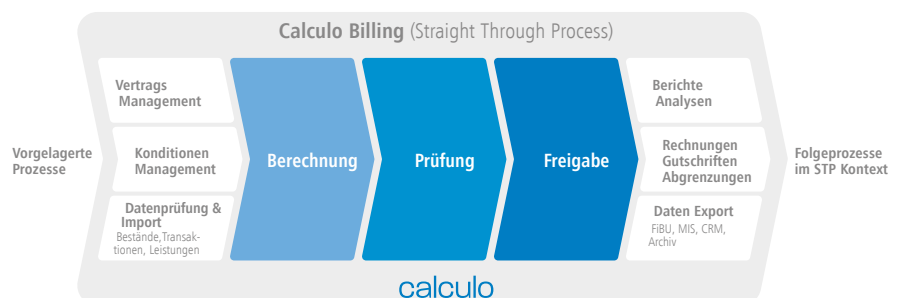 Calculo Billing (Straight Through Process)
Vorgelagerte
Prozesse
Vertrags
Management
Konditionen
Management
Datenprüfung &
Import
Bestände,Transak-
tionen, Leistungen
Berechnung
Prüfung
Freigabe
Berichte
Analysen
Rechnungen
Gutschriften
Abgrenzungen
Daten Export
FiBU, MIS, CRM,
Archiv
Folgeprozesse
im STP Kontext
calculo